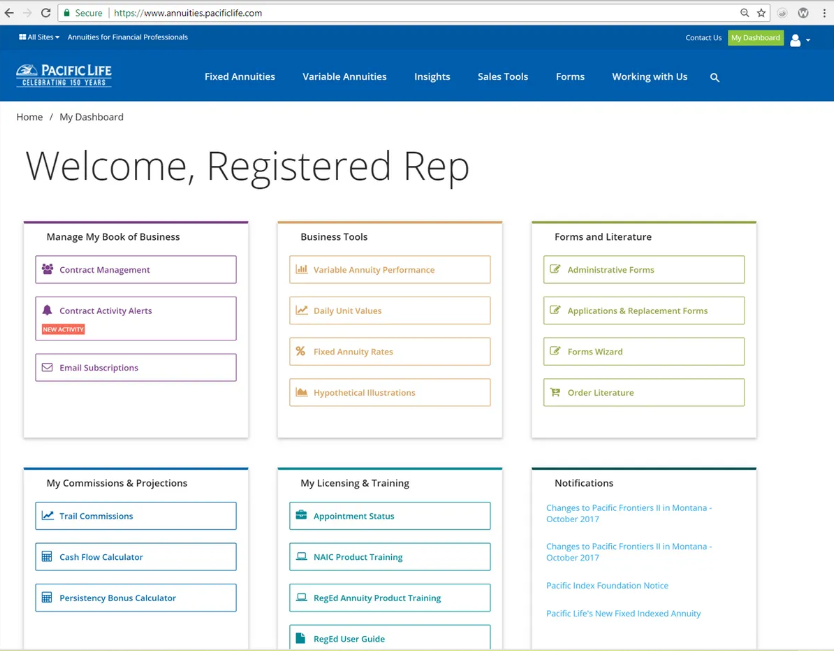 Secure
https://www.annuities.pacificlife.com
All Sites
Annuities for Financial Professionals
Contact Us
My Dashboard
PACIFIC LIFE
CELEBRATING 150 YEARS
Fixed Annuities
Variable Annuities
Insights
Sales Tools
Forms
Working with Us
Home / My Dashboard
Welcome, Registered Rep
Manage My Book of Business
Contract Management
Contract Activity Alerts
NEW ACTIVITY
Email Subscriptions
Business Tools
Variable Annuity Performance
Daily Unit Values
Fixed Annuity Rates
Hypothetical Illustrations
Forms and Literature
Administrative Forms
Applications & Replacement Forms
Forms Wizard
Order Literature
My Commissions & Projections
Trail Commissions
Cash Flow Calculator
Persistency Bonus Calculator
My Licensing & Training
Appointment Status
NAIC Product Training
RegEd Annuity Product Training
RegEd User Guide
Notifications
Changes to Pacific Frontiers II in Montana -
October 2017
Changes to Pacific Frontiers II in Montana -
October 2017
Pacific Index Foundation Notice
Pacific Life's New Fixed Indexed Annuity